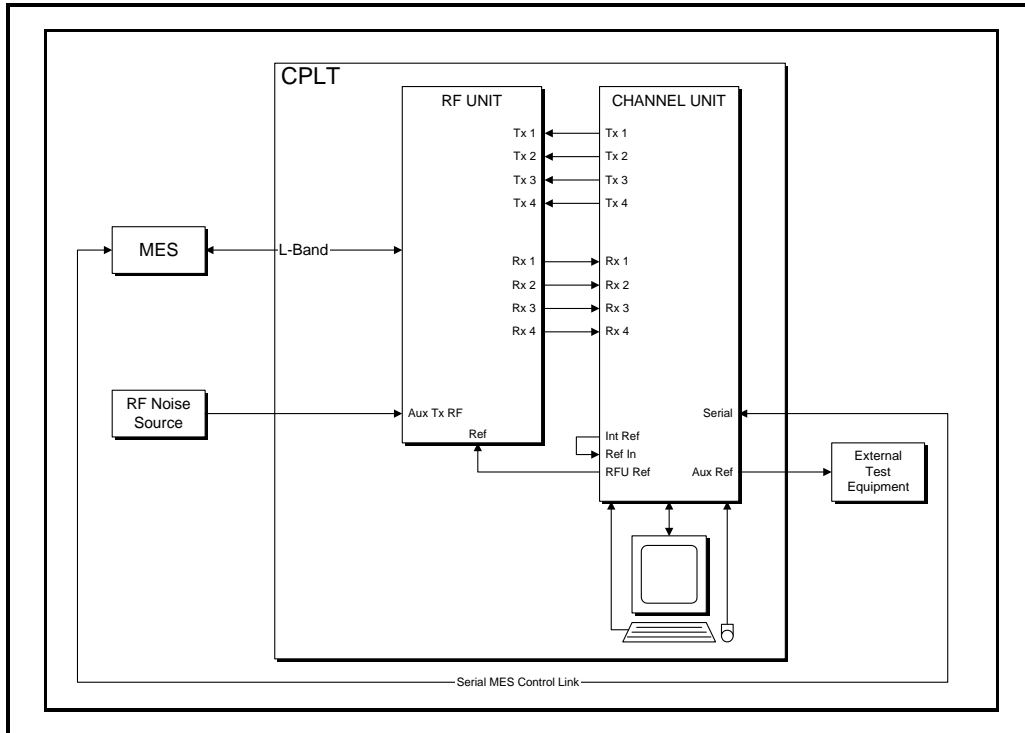 CPLT
RF UNIT
CHANNEL UNIT
Tx 1
Tx 1
Tx 2
Tx 2
Tx 3
Tx 3
Tx 4
Tx 4
MES
L-Band
Rx 1
Rx 1
Rx 2
Rx 2
Rx 3
Rx 3
Rx 4
Rx 4
RF Noise
Source
Aux Tx RF
Serial
Ref
Int Ref
Ref In
RFU Ref
Aux Ref
External
Test
Equipment
Serial MES Control Link